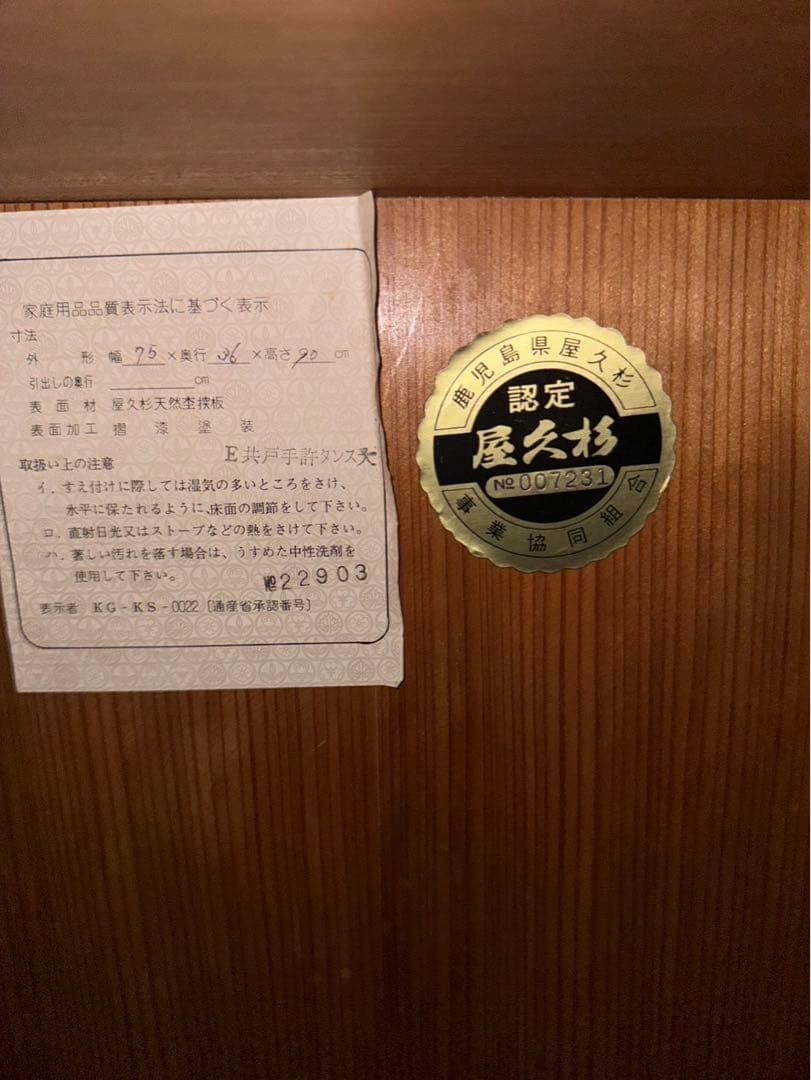 家庭用品品質表示法に基づく表示
寸法
外形 幅 75 ×奥行 36 ×高さ 90 cm
引出しの奥行 cm
表面材 屋久杉天然杢挾板
表面加工 摺漆塗装
E共戸手許タンス大
取扱い上の注意
イ. すえ付けに際しては湿気の多いところをさけ、
水平に保たれるように、床面の調節をして下さい。
ロ. 直射日光又はストーブなどの熱をさけて下さい。
ハ. 著しい汚れを落す場合は、うすめた中性洗剤を
使用して下さい。
№22903
表示者 KG-KS-0022〔通産省承認番号〕
鹿児島県屋久杉
認定
屋久杉
№007231
事業協同組合